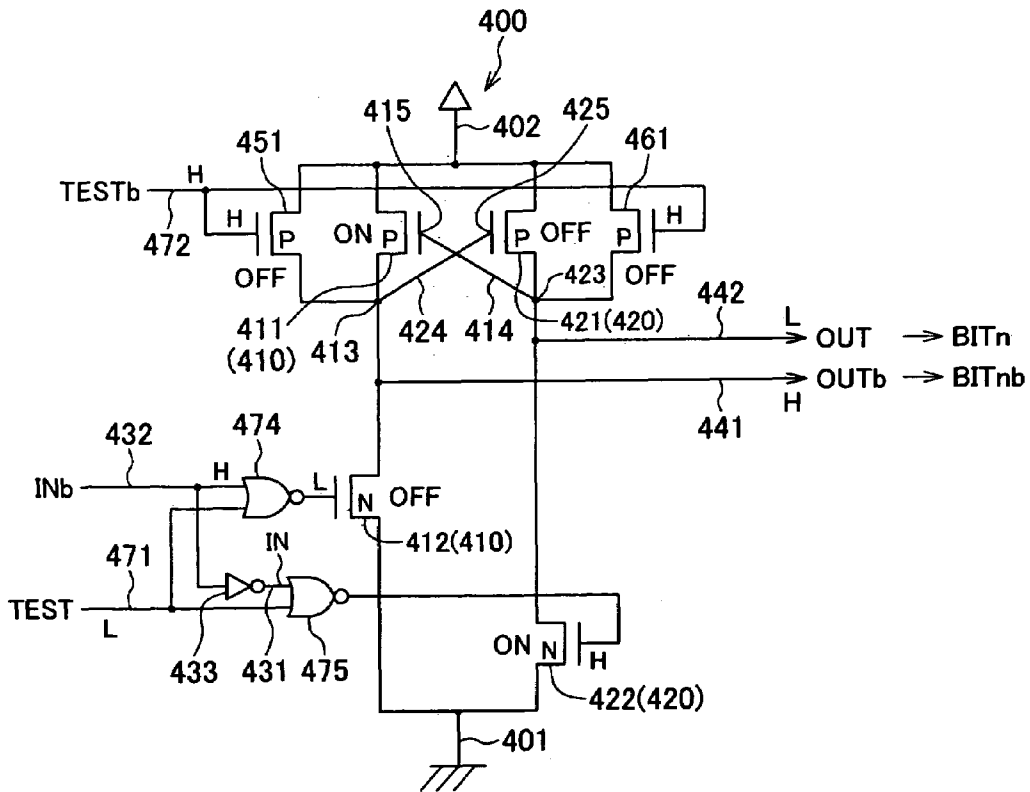 400
415
402
425
451
461
TESTb
H
H
472
ON
P
P
P
OFF
P
H
OFF
OFF
423
411
(410)
413
424
414
421(420)
442
L
OUT
BITn
OUTb
BITnb
H
441
432
474
INb
H
L
N
OFF
412(410)
471
IN
TEST
L
433
431
475
ON
N
H
422(420)
401